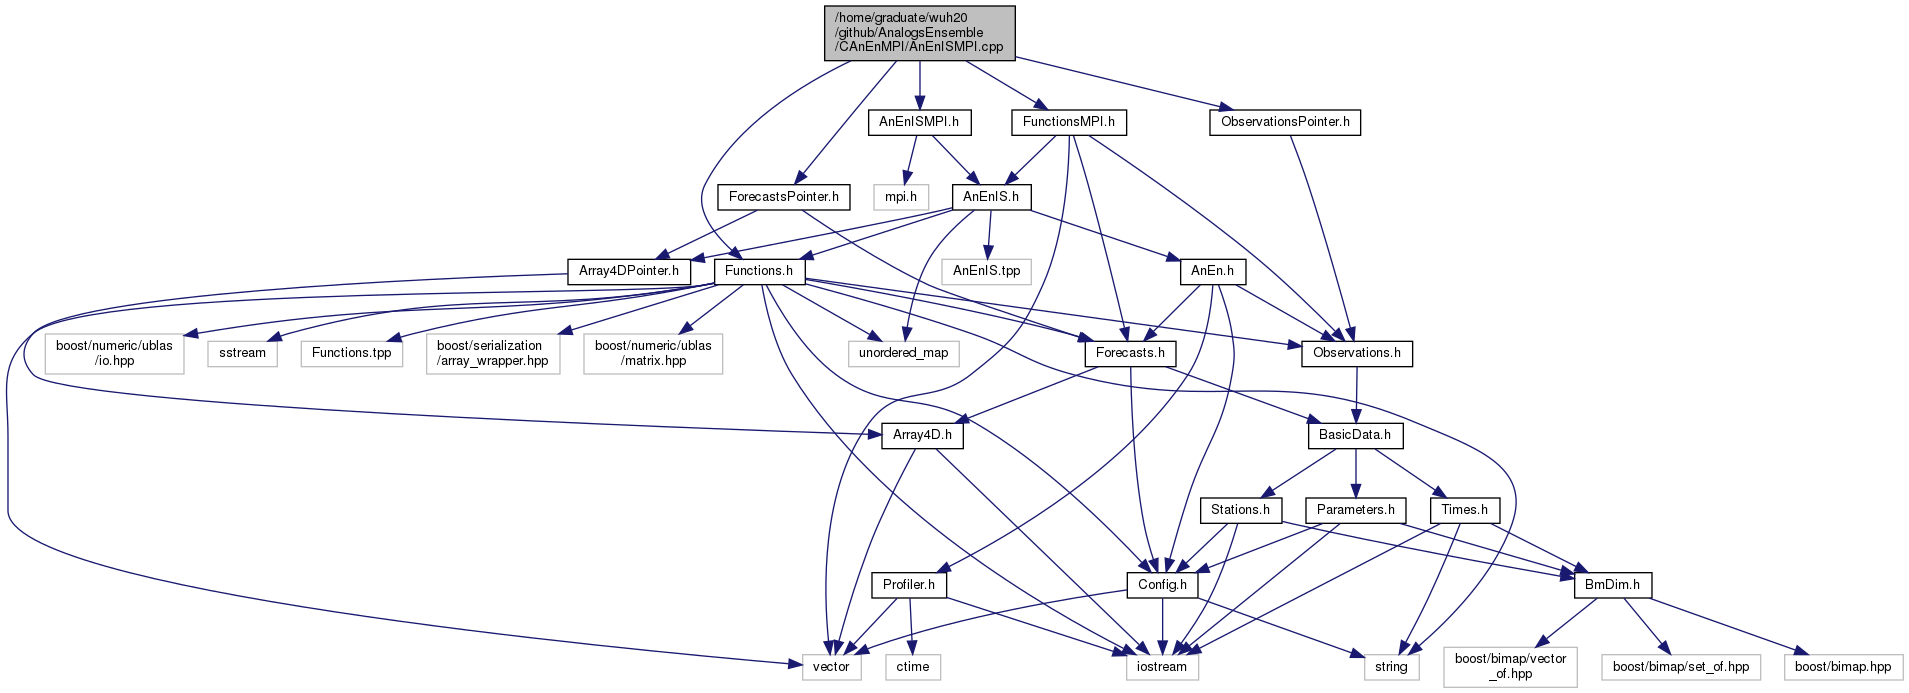 /home/graduate/wuh20
/github/AnalogsEnsemble
/CAnEnMPI/AnEnISMPI.cpp
AnEnISMPI.h
FunctionsMPI.h
ObservationsPointer.h
ForecastsPointer.h
mpi.h
AnEnIS.h
Array4DPointer.h
Functions.h
AnEnIS.tpp
AnEn.h
boost/numeric/ublas
/io.hpp
sstream
Functions.tpp
boost/serialization
/array_wrapper.hpp
boost/numeric/ublas
/matrix.hpp
unordered_map
Forecasts.h
Observations.h
Array4D.h
BasicData.h
Stations.h
Parameters.h
Times.h
Profiler.h
Config.h
BmDim.h
vector
ctime
iostream
string
boost/bimap/vector
_of.hpp
boost/bimap/set_of.hpp
boost/bimap.hpp